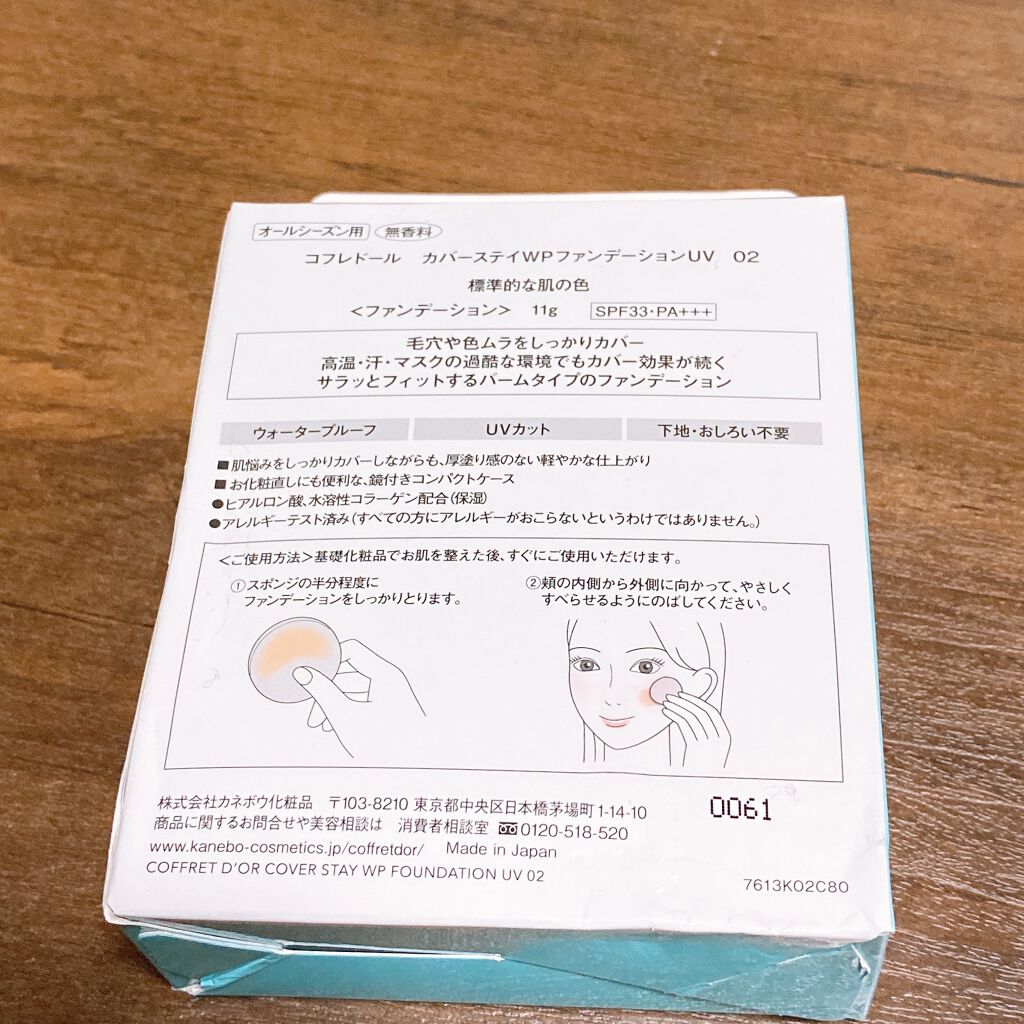 オールシーズン用 無香料
コフレドール カバーステイWPファンデーションUV 02
標準的な肌の色
<ファンデーション> 11g SPF33・PA+++
毛穴や色ムラをしっかりカバー
高温・汗・マスクの過酷な環境でもカバー効果が続く
サラッとフィットするバームタイプのファンデーション
ウォータープルーフ UVカット 下地・おしろい不要
■肌悩みをしっかりカバーしながらも、厚塗り感のない軽やかな仕上がり
■お化粧直しにも便利な、鏡付きコンパクトケース
●ヒアルロン酸、水溶性コラーゲン配合(保湿)
●アレルギーテスト済み(すべての方にアレルギーがおこらないというわけではありません。)
<ご使用方法>基礎化粧品でお肌を整えた後、すぐにご使用いただけます。
①スポンジの半分程度に
ファンデーションをしっかりとります。
②頬の内側から外側に向かって、やさしく
すべらせるようにのばしてください。
株式会社カネボウ化粧品 〒103-8210 東京都中央区日本橋茅場町1-14-10
商品に関するお問合せや美容相談は 消費者相談室 0120-518-520
www.kanebo-cosmetics.jp/coffretdor/ Made in Japan
COFFRET D'OR COVER STAY WP FOUNDATION UV 02
0061
7613K02C80